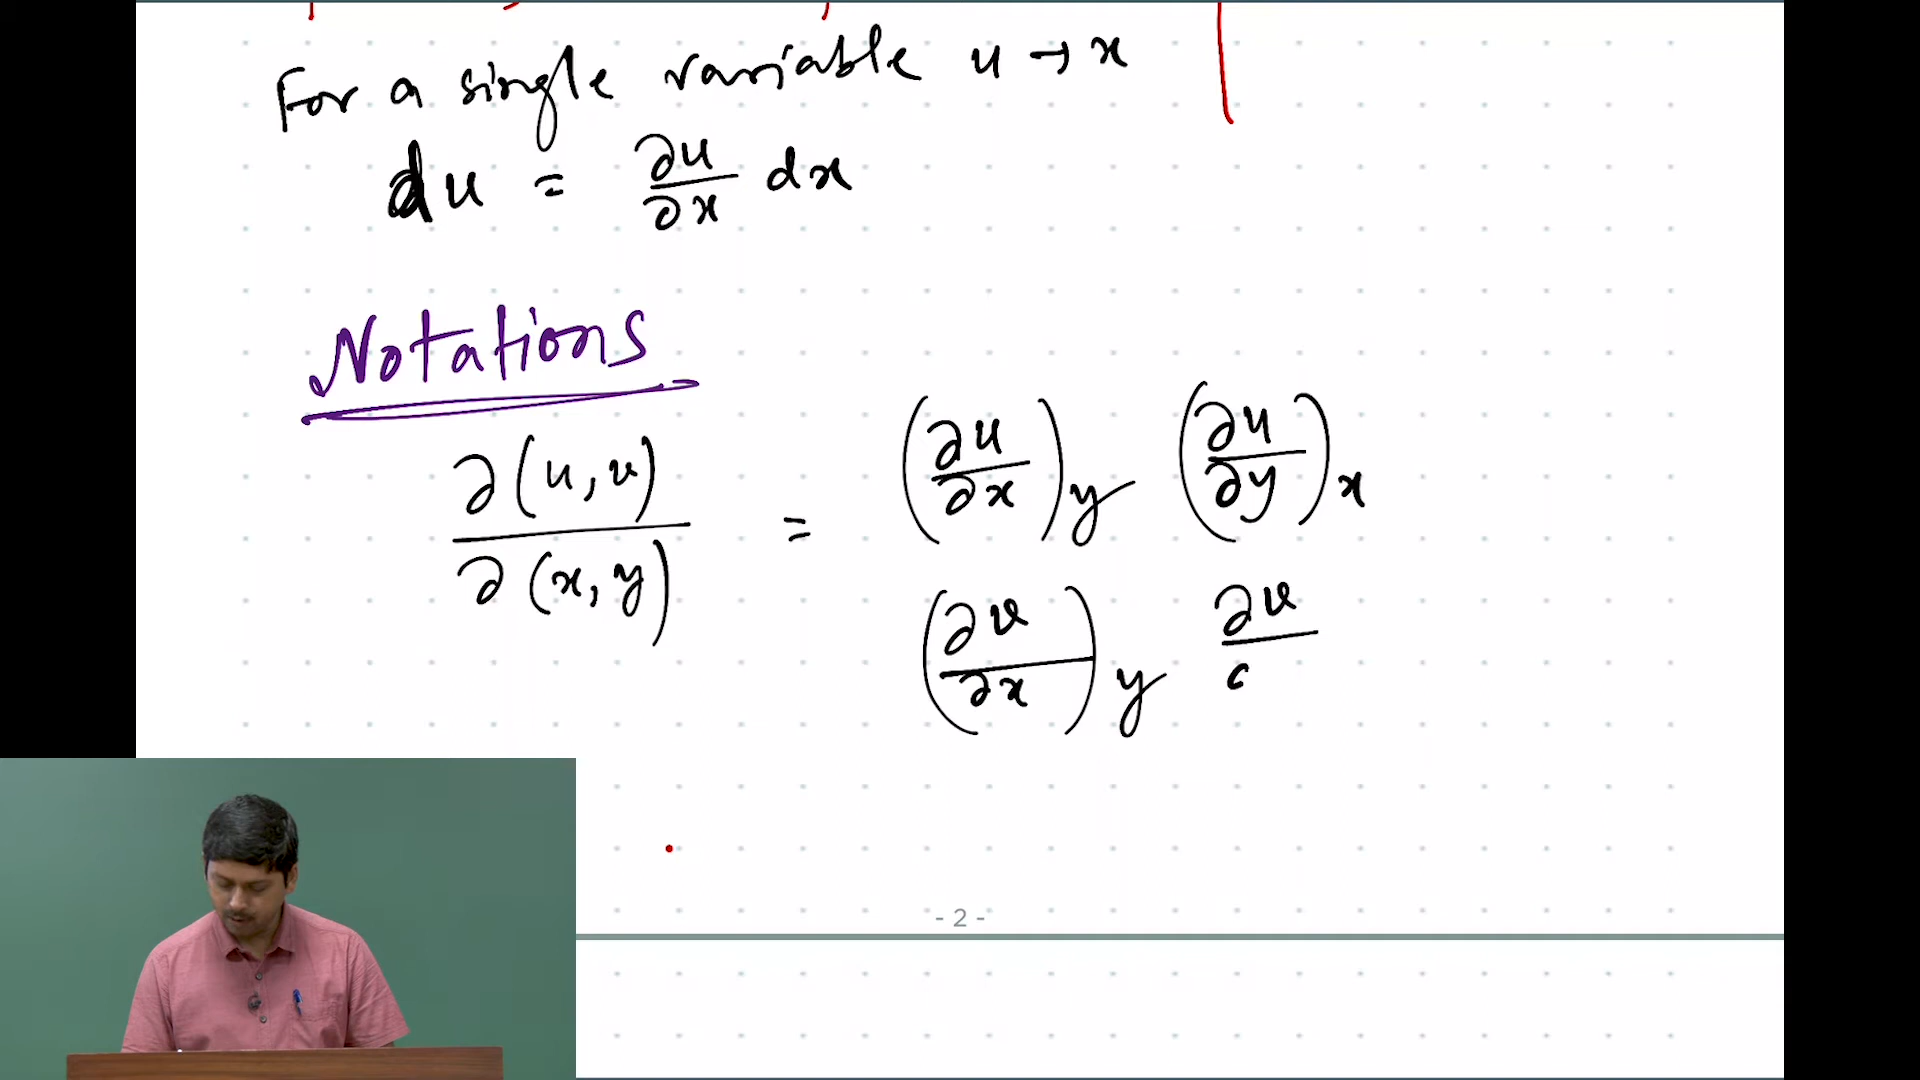 For a single variable u → x
du = ∂u/∂x dx
Notations
∂(u,v)/∂(x,y) = (∂u/∂x)y (∂u/∂y)x
(∂v/∂x)y ∂v/
- 2 -